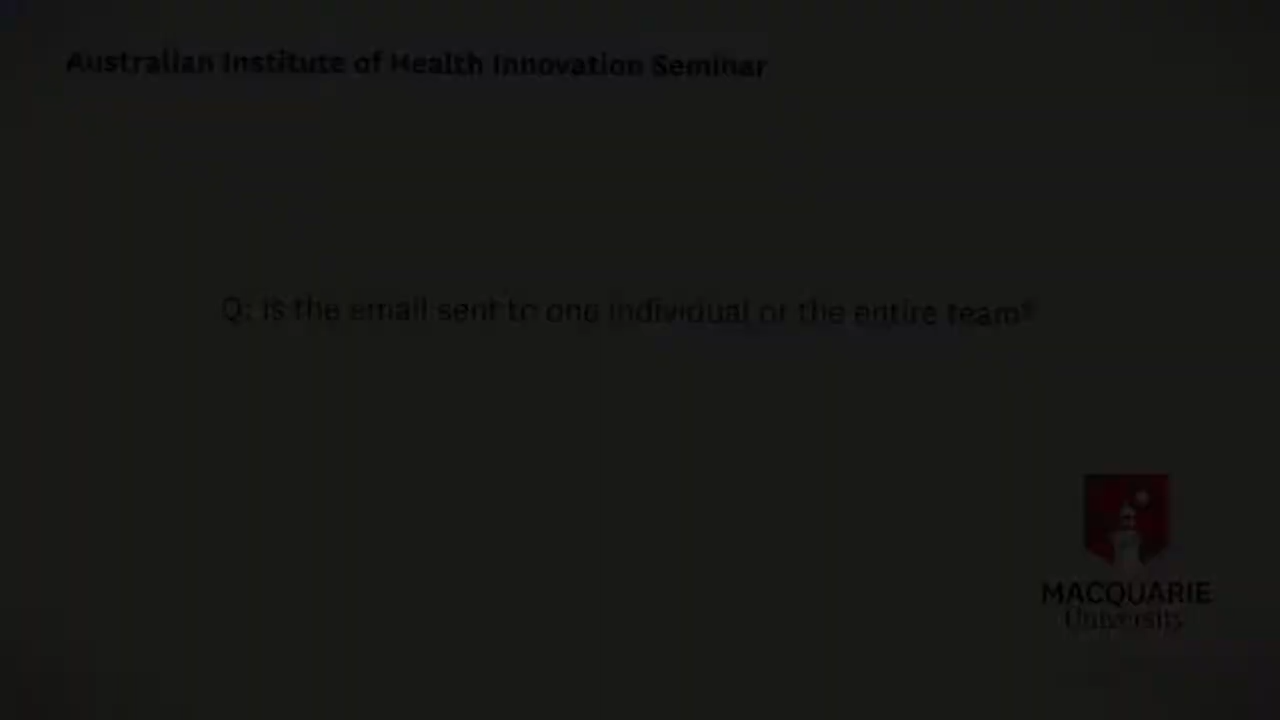 Australian Institute of Health Innovation Seminar
Q: Is the email sent to one individual or the entire team?
MACQUARIE
University